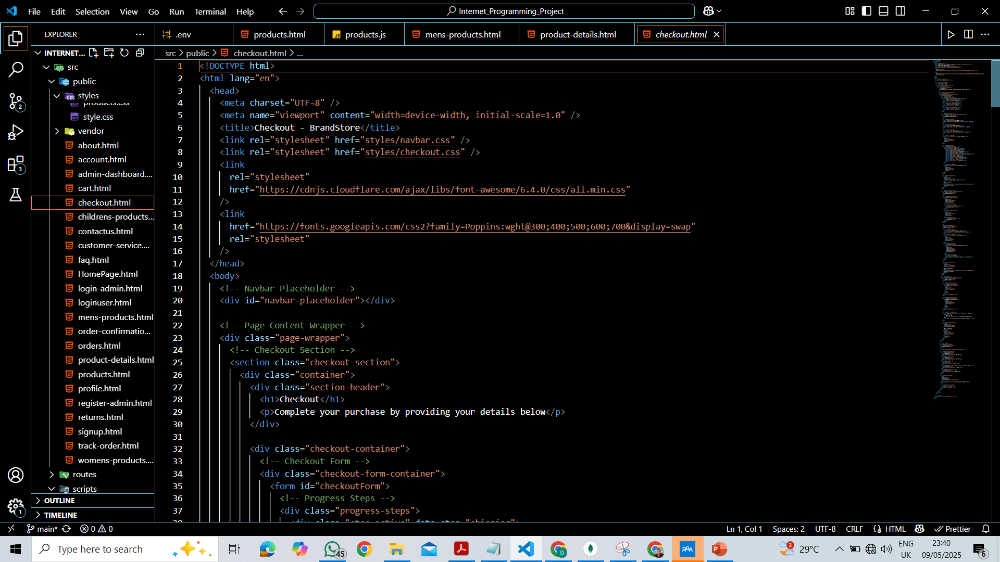 File Edit Selection View Go Run Terminal Help
Internet_Programming_Project
EXPLORER
.env
products.html
products.js
mens-products.html
product-details.html
checkout.html
INTERNET...
src > public > checkout.html > ...
src
public
styles
products.css
style.css
vendor
about.html
account.html
admin-dashboard....
cart.html
checkout.html
childrens-products...
contactus.html
customer-service....
faq.html
HomePage.html
login-admin.html
loginuser.html
mens-products.html
order-confirmatio...
orders.html
product-details.html
products.html
profile.html
register-admin.html
returns.html
signup.html
track-order.html
womens-products....
routes
scripts
OUTLINE
TIMELINE
2
3
1
1 <!DOCTYPE html>
2 <html lang="en">
3 <head>
4 <meta charset="UTF-8" />
5 <meta name="viewport" content="width=device-width, initial-scale=1.0" />
6 <title>Checkout - BrandStore</title>
7 <link rel="stylesheet" href="styles/navbar.css" />
8 <link rel="stylesheet" href="styles/checkout.css" />
9 <link
10 rel="stylesheet"
11 href="https://cdnjs.cloudflare.com/ajax/libs/font-awesome/6.4.0/css/all.min.css"
12 />
13 <link
14 href="https://fonts.googleapis.com/css2?family=Poppins:wght@300;400;500;600;700&display=swap"
15 rel="stylesheet"
16 />
17 </head>
18 <body>
19 <!-- Navbar Placeholder -->
20 <div id="navbar-placeholder"></div>
21
22 <!-- Page Content Wrapper -->
23 <div class="page-wrapper">
24 <!-- Checkout Section -->
25 <section class="checkout-section">
26 <div class="container">
27 <div class="section-header">
28 <h1>Checkout</h1>
29 <p>Complete your purchase by providing your details below</p>
30 </div>
31
32 <div class="checkout-container">
33 <!-- Checkout Form -->
34 <div class="checkout-form-container">
35 <form id="checkoutForm">
36 <!-- Progress Steps -->
37 <div class="progress-steps">
main* 0 0
Ln 1, Col 1 Spaces: 2 UTF-8 CRLF HTML Prettier
Type here to search
45
3
29°C
ENG
UK
23:40
09/05/2025
6